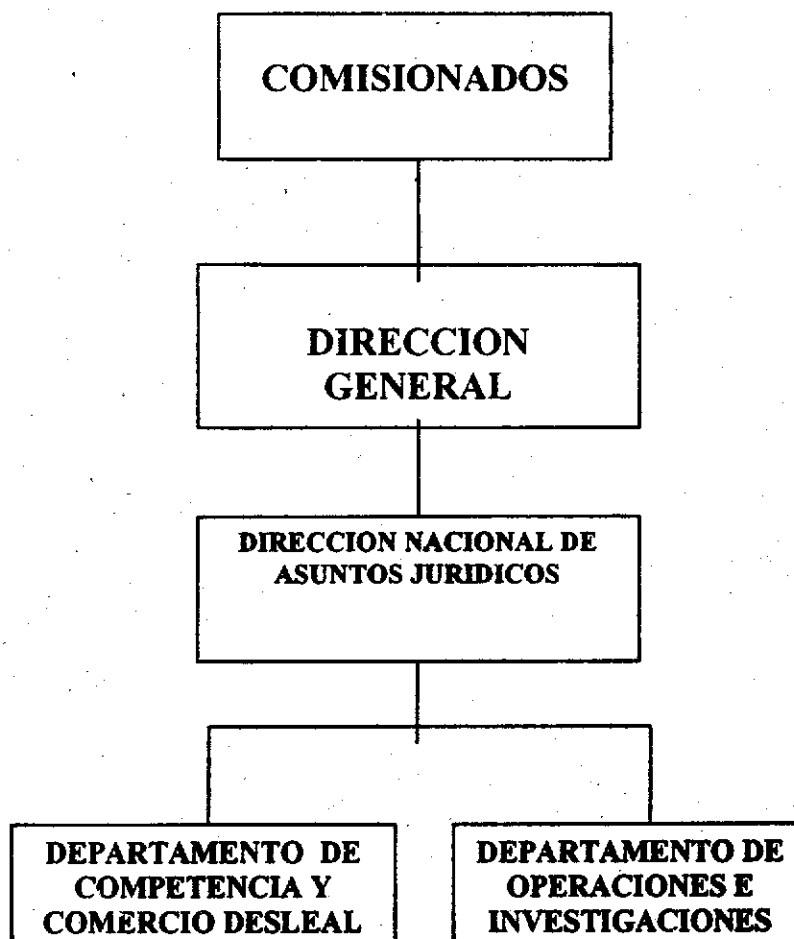 COMISIONADOS
DIRECCION
GENERAL
DIRECCION NACIONAL DE
ASUNTOS JURIDICOS
DEPARTAMENTO DE
COMPETENCIA Y
COMERCIO DESLEAL
DEPARTAMENTO DE
OPERACIONES E
INVESTIGACIONES